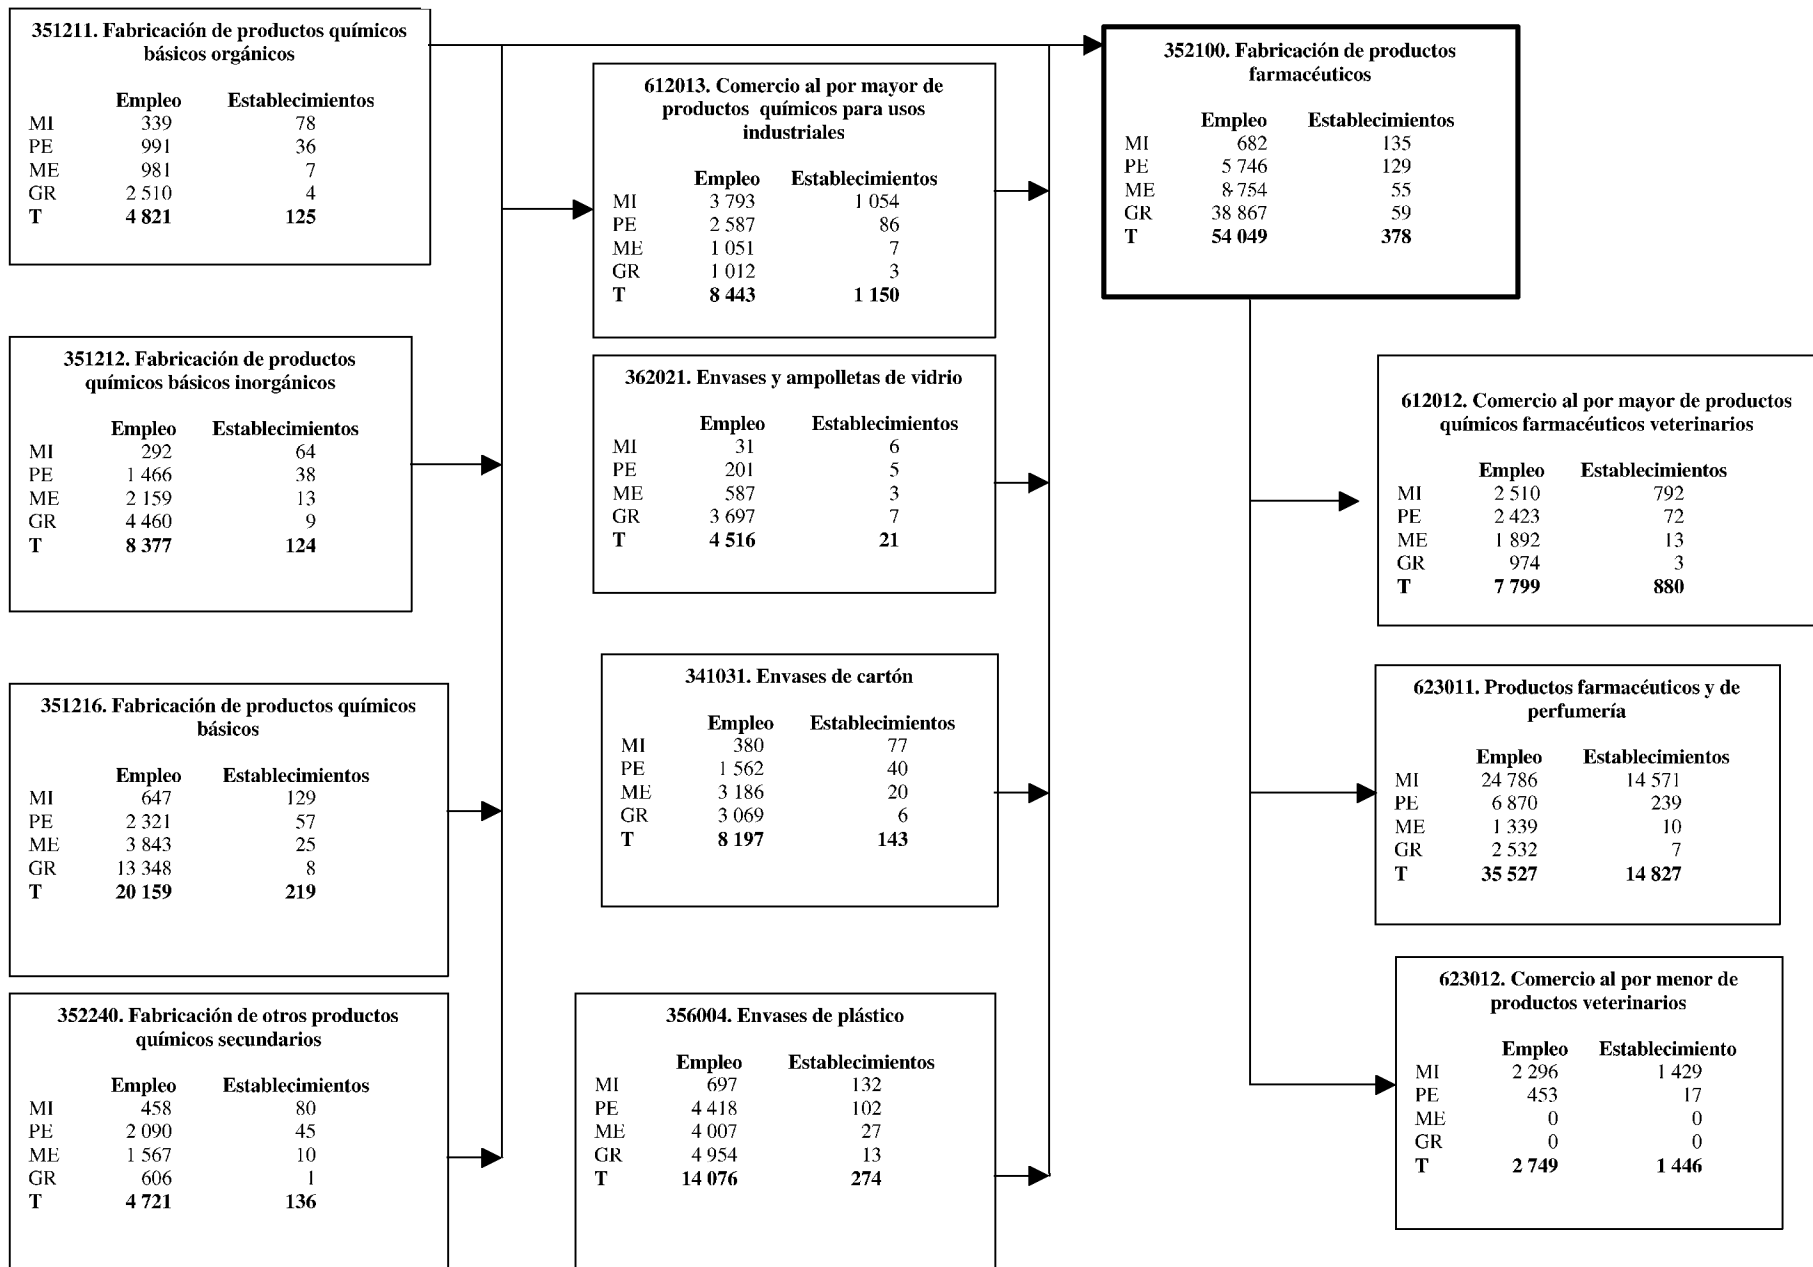 351211. Fabricación de productos químicos
básicos orgánicos
Empleo Establecimientos
MI 339 78
PE 991 36
ME 981 7
GR 2 510 4
T 4 821 125
351212. Fabricación de productos
químicos básicos inorgánicos
Empleo Establecimientos
MI 292 64
PE 1 466 38
ME 2 159 13
GR 4 460 9
T 8 377 124
351216. Fabricación de productos químicos
básicos
Empleo Establecimientos
MI 647 129
PE 2 321 57
ME 3 843 25
GR 13 348 8
T 20 159 219
352240. Fabricación de otros productos
químicos secundarios
Empleo Establecimientos
MI 458 80
PE 2 090 45
ME 1 567 10
GR 606 1
T 4 721 136
612013. Comercio al por mayor de
productos químicos para usos
industriales
Empleo Establecimientos
MI 3 793 1 054
PE 2 587 86
ME 1 051 7
GR 1 012 3
T 8 443 1 150
362021. Envases y ampolletas de vidrio
Empleo Establecimientos
MI 31 6
PE 201 5
ME 587 3
GR 3 697 7
T 4 516 21
341031. Envases de cartón
Empleo Establecimientos
MI 380 77
PE 1 562 40
ME 3 186 20
GR 3 069 6
T 8 197 143
356004. Envases de plástico
Empleo Establecimientos
MI 697 132
PE 4 418 102
ME 4 007 27
GR 4 954 13
T 14 076 274
352100. Fabricación de productos
farmacéuticos
Empleo Establecimientos
MI 682 135
PE 5 746 129
ME 8 754 55
GR 38 867 59
T 54 049 378
612012. Comercio al por mayor de productos
químicos farmacéuticos veterinarios
Empleo Establecimientos
MI 2 510 792
PE 2 423 72
ME 1 892 13
GR 974 3
T 7 799 880
623011. Productos farmacéuticos y de
perfumería
Empleo Establecimientos
MI 24 786 14 571
PE 6 870 239
ME 1 339 10
GR 2 532 7
T 35 527 14 827
623012. Comercio al por menor de
productos veterinarios
Empleo Establecimiento
MI 2 296 1 429
PE 453 17
ME 0 0
GR 0 0
T 2 749 1 446